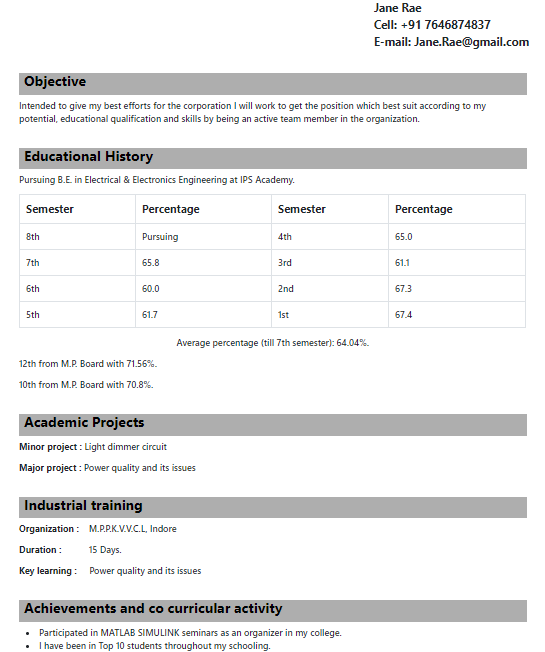 Jane Rae
Cell: +91 7646874837
E-mail: Jane.Rae@gmail.com
Objective
Intended to give my best efforts for the corporation I will work to get the position which best suit according to my
potential, educational qualification and skills by being an active team member in the organization.
Educational History
Pursuing B.E. in Electrical & Electronics Engineering at IPS Academy.
Semester Percentage Semester Percentage
8th Pursuing 4th 65.0
7th 65.8 3rd 61.1
6th 60.0 2nd 67.3
5th 61.7 1st 67.4
Average percentage (till 7th semester): 64.04%.
12th from M.P. Board with 71.56%.
10th from M.P. Board with 70.8%.
Academic Projects
Minor project : Light dimmer circuit
Major project : Power quality and its issues
Industrial training
Organization : M.P.P.K.V.V.C.L, Indore
Duration : 15 Days.
Key learning : Power quality and its issues
Achievements and co curricular activity
• Participated in MATLAB SIMULINK seminars as an organizer in my college.
• I have been in Top 10 students throughout my schooling.